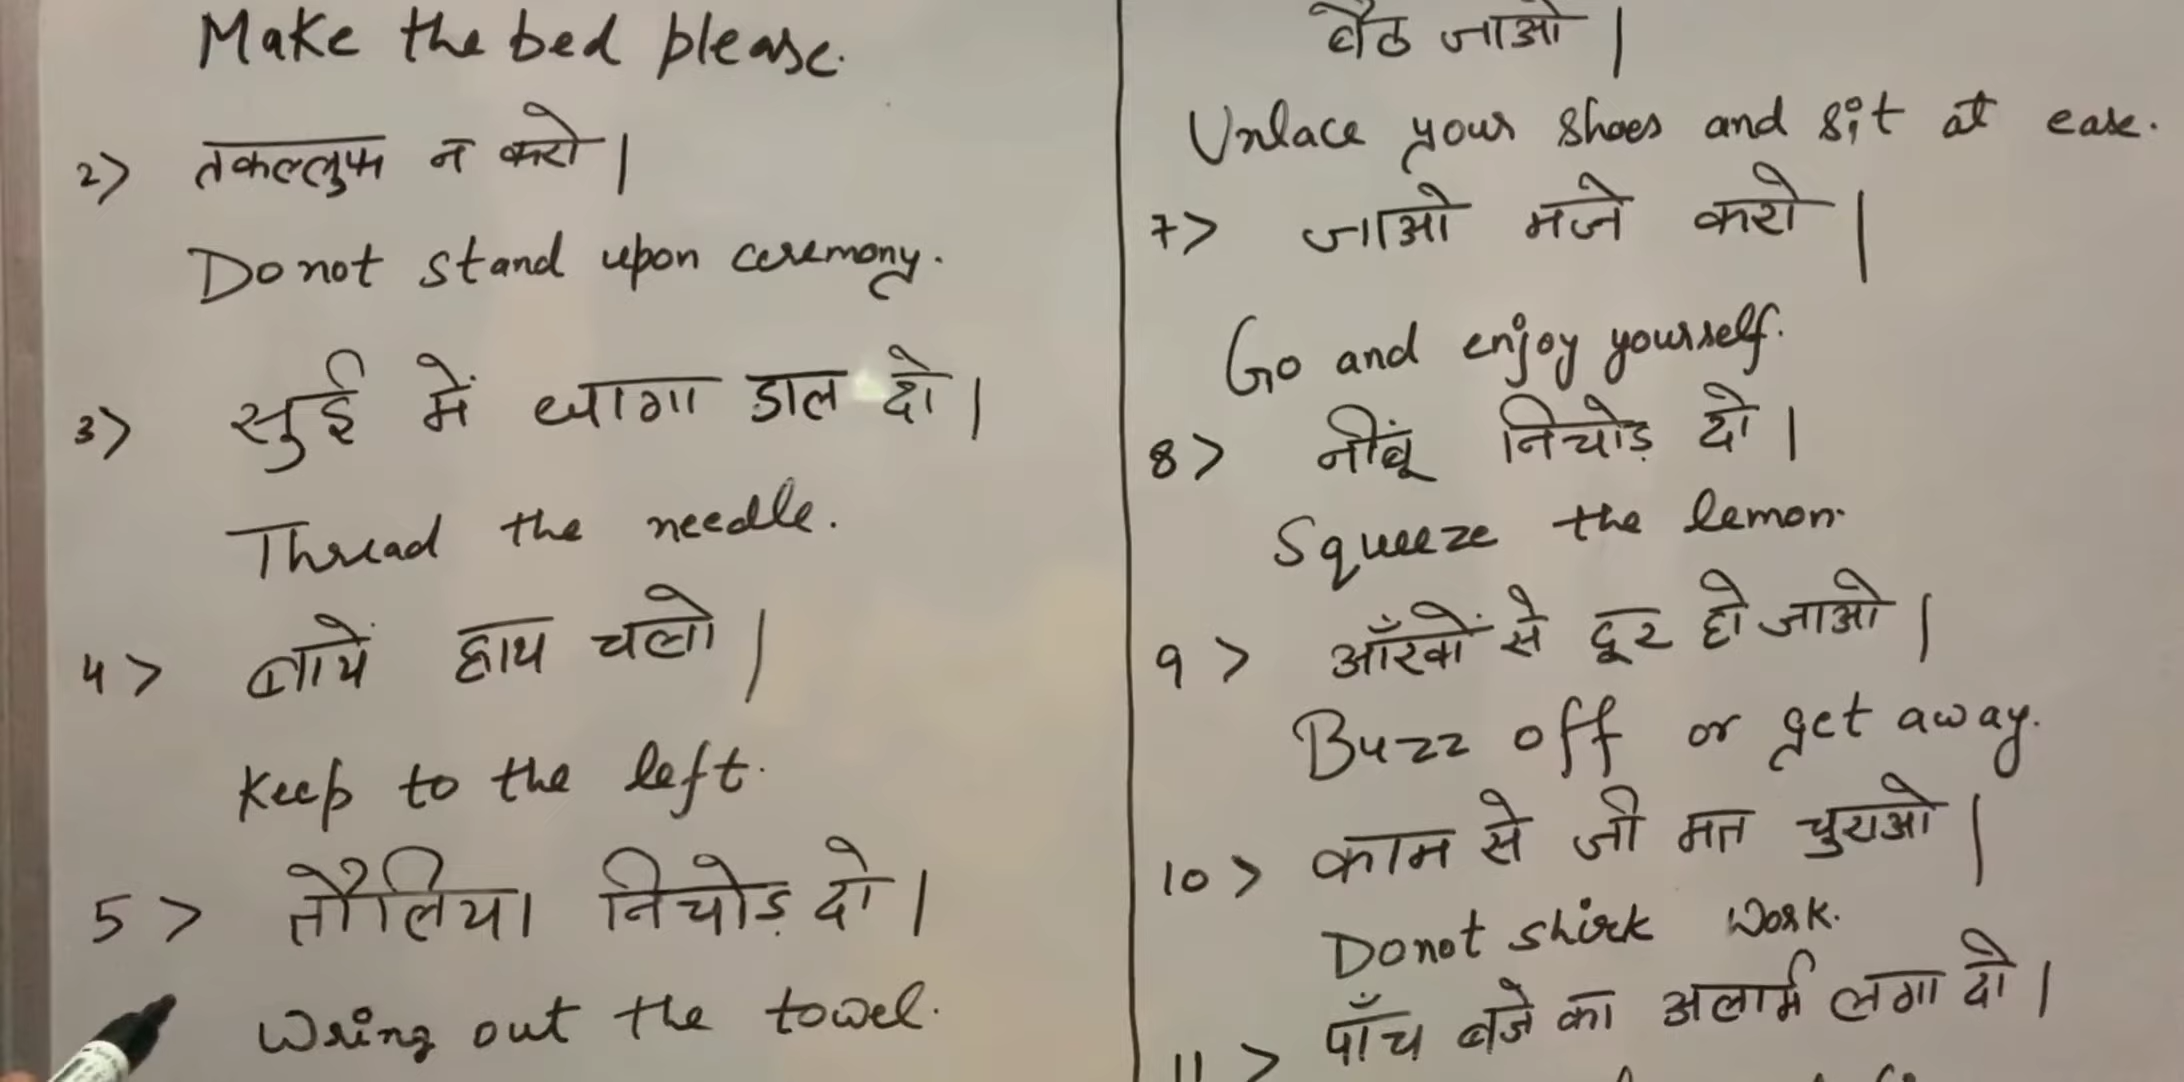 Make the bed please.
2> तकल्लुफ न करो।
Do not stand upon ceremony.
3> सुई में धागा डाल दो।
Thread the needle.
4> बायें हाथ चलो।
Keep to the left.
5> तौलिया निचोड़ दो।
Wring out the towel.
बैठ जाओ।
Unlace your shoes and sit at ease.
7> जाओ मजे करो।
Go and enjoy yourself.
8> नींबू निचोड़ दो।
Squeeze the lemon.
9> आँखों से दूर हो जाओ।
Buzz off or get away.
10> काम से जी मत चुराओ।
Do not shirk work.
11> पाँच बजे का अलार्म लगा दो।